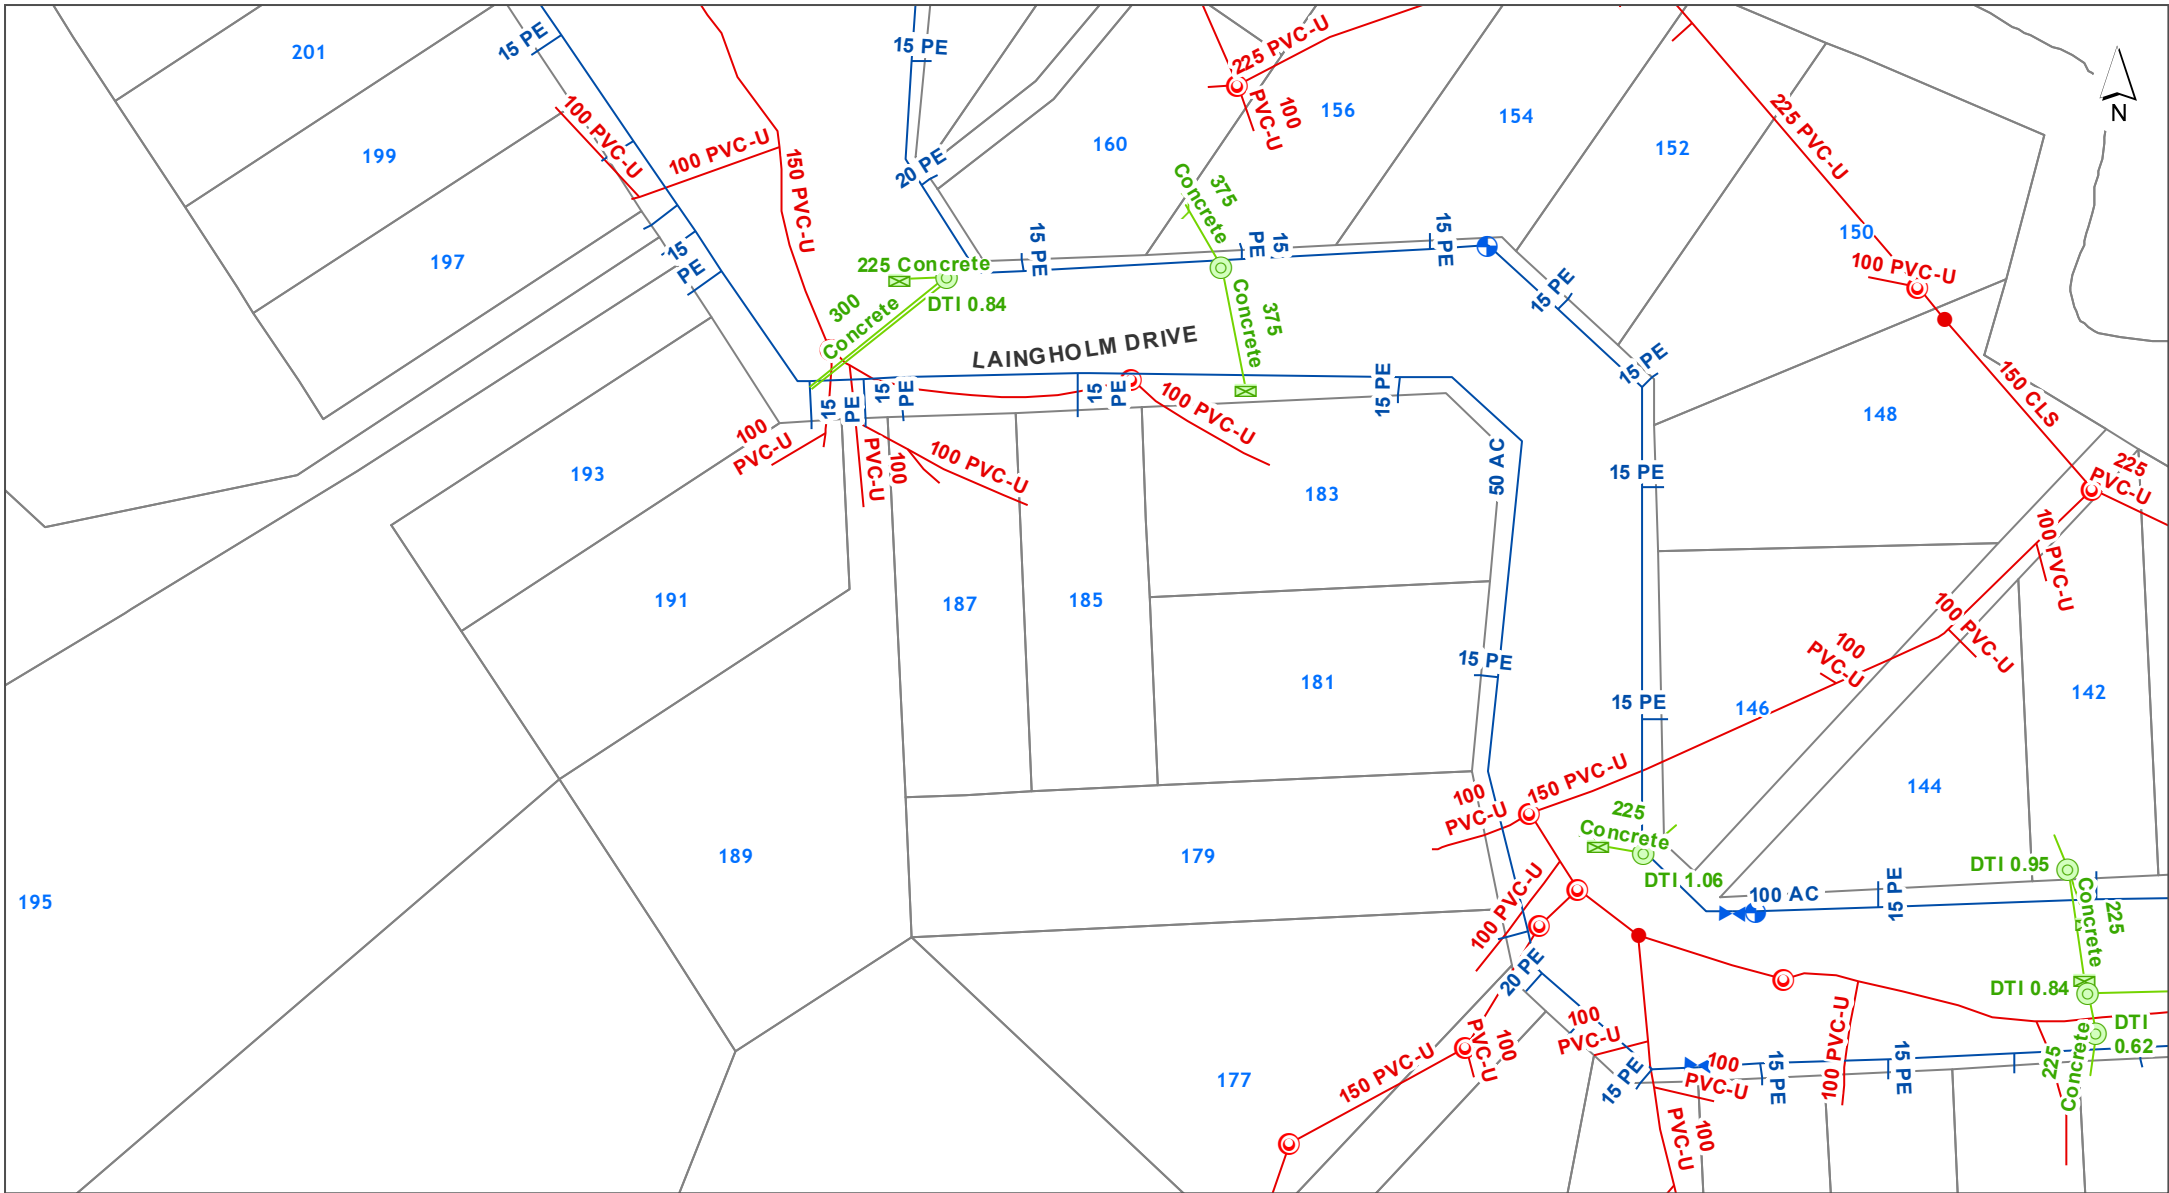 201
15 PE
15 PE
225 PVC-U
100
PVC-U
N
199
100 PVC-U
100 PVC-U
150 PVC-U
20 PE
160
156
154
152
225 PVC-U
150
100 PVC-U
197
15
PE
375
Concrete
15 PE
15
PE
15 PE
225 Concrete
DTI 0.84
300
Concrete
375
Concrete
LAINGHOLM DRIVE
15 PE
15 PE
150 CLS
148
15
PE
15
PE
15
PE
15 PE
100 PVC-U
100
PVC-U
193
100
PVC-U
100 PVC-U
183
50 AC
15 PE
225
PVC-U
100 PVC-U
191
187
185
181
15 PE
15 PE
100 PVC-U
100
PVC-U
146
142
144
100
PVC-U
150 PVC-U
225
Concrete
DTI 1.06
189
179
195
100 PVC-U
100 AC
15 PE
DTI 0.95
225
Concrete
DTI 0.84
20 PE
100
PVC-U
100
PVC-U
150 PVC-U
177
15 PE
100
PVC-U
15 PE
100 PVC-U
15 PE
DTI
0.62
225
Concrete
100
PVC-U